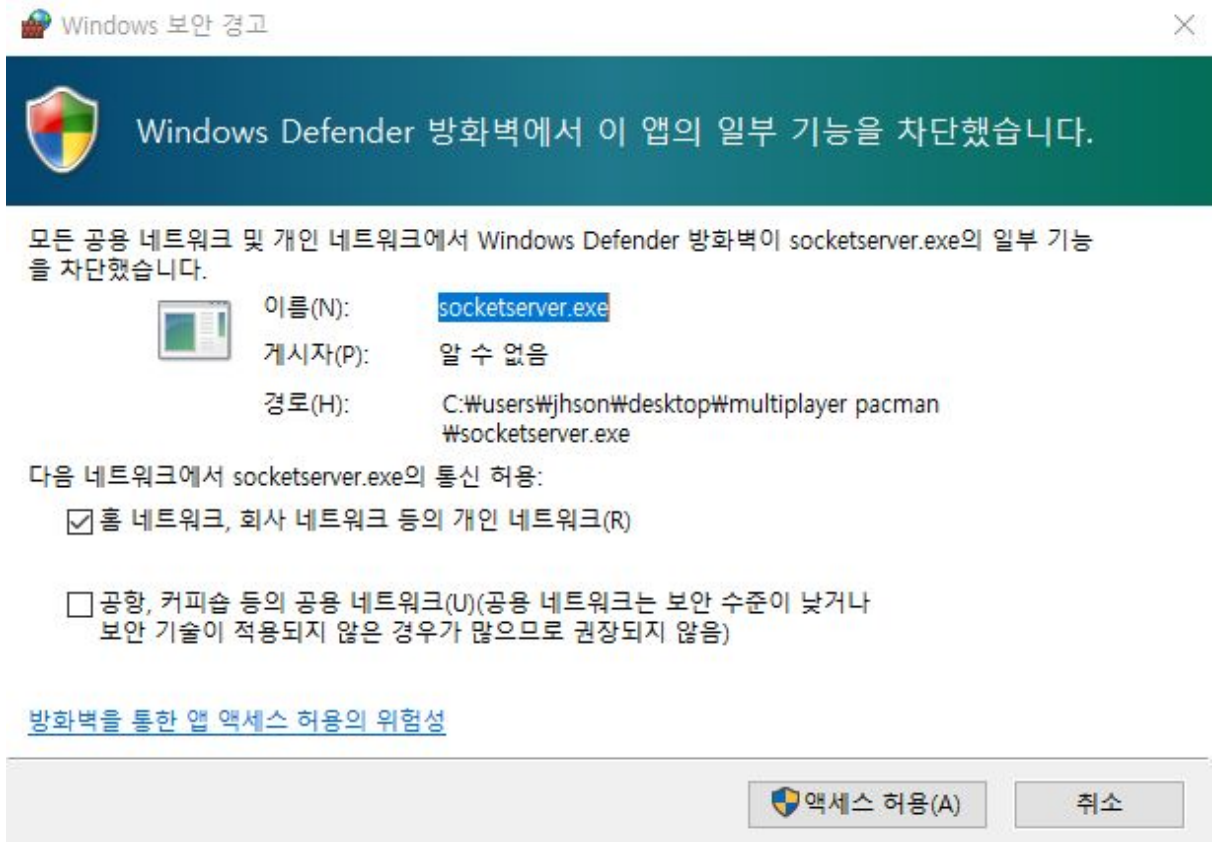 Windows 보안 경고
Windows Defender 방화벽에서 이 앱의 일부 기능을 차단했습니다.
모든 공용 네트워크 및 개인 네트워크에서 Windows Defender 방화벽이 socketserver.exe의 일부 기능
을 차단했습니다.
이름(N): socketserver.exe
게시자(P): 알 수 없음
경로(H): C:₩users₩jhson₩desktop₩multiplayer pacman
₩socketserver.exe
다음 네트워크에서 socketserver.exe의 통신 허용:
홈 네트워크, 회사 네트워크 등의 개인 네트워크(R)
공항, 커피숍 등의 공용 네트워크(U)(공용 네트워크는 보안 수준이 낮거나
보안 기술이 적용되지 않은 경우가 많으므로 권장되지 않음)
방화벽을 통한 앱 액세스 허용의 위험성
액세스 허용(A) 취소